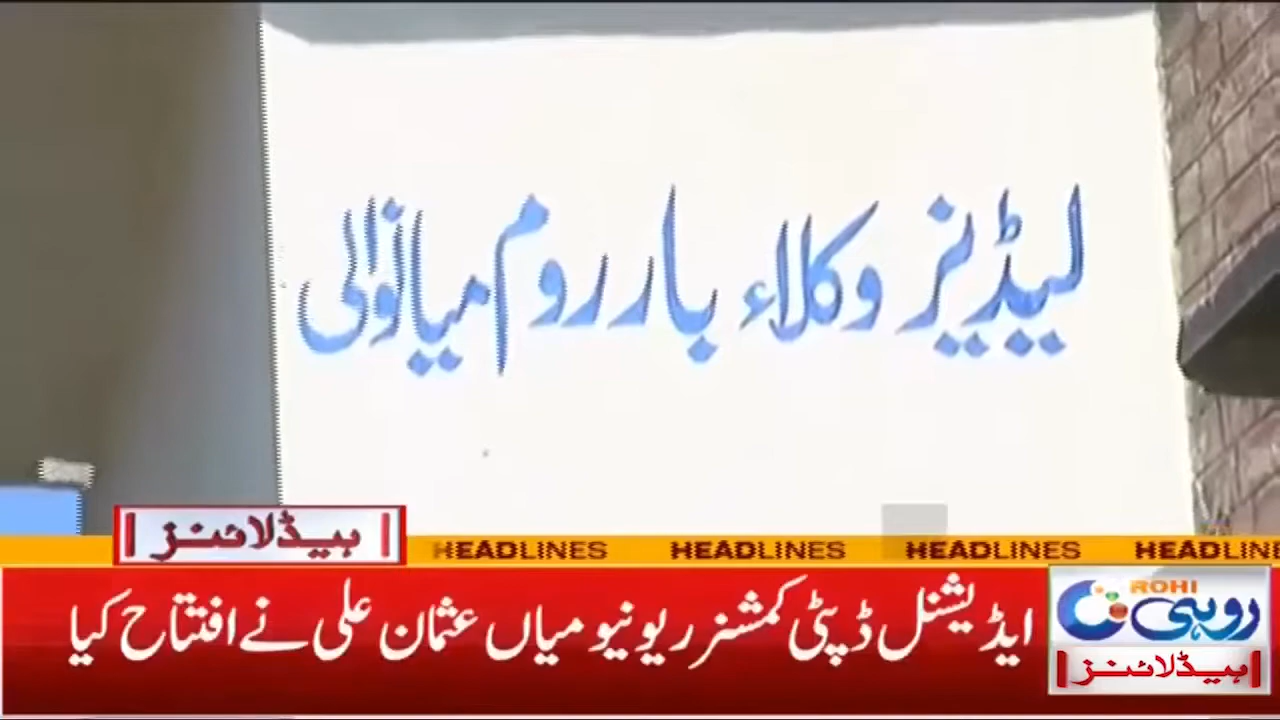 لیڈیز وکلاء بار روم میانوالی
ہیڈلائنز
HEADLINES HEADLINES HEADLINES HEADLINE
ایڈیشنل ڈپٹی کمشنر ریونیو میاں عثمان علی نے افتتاح کیا
ROHI
روہی
ہیڈلائنز